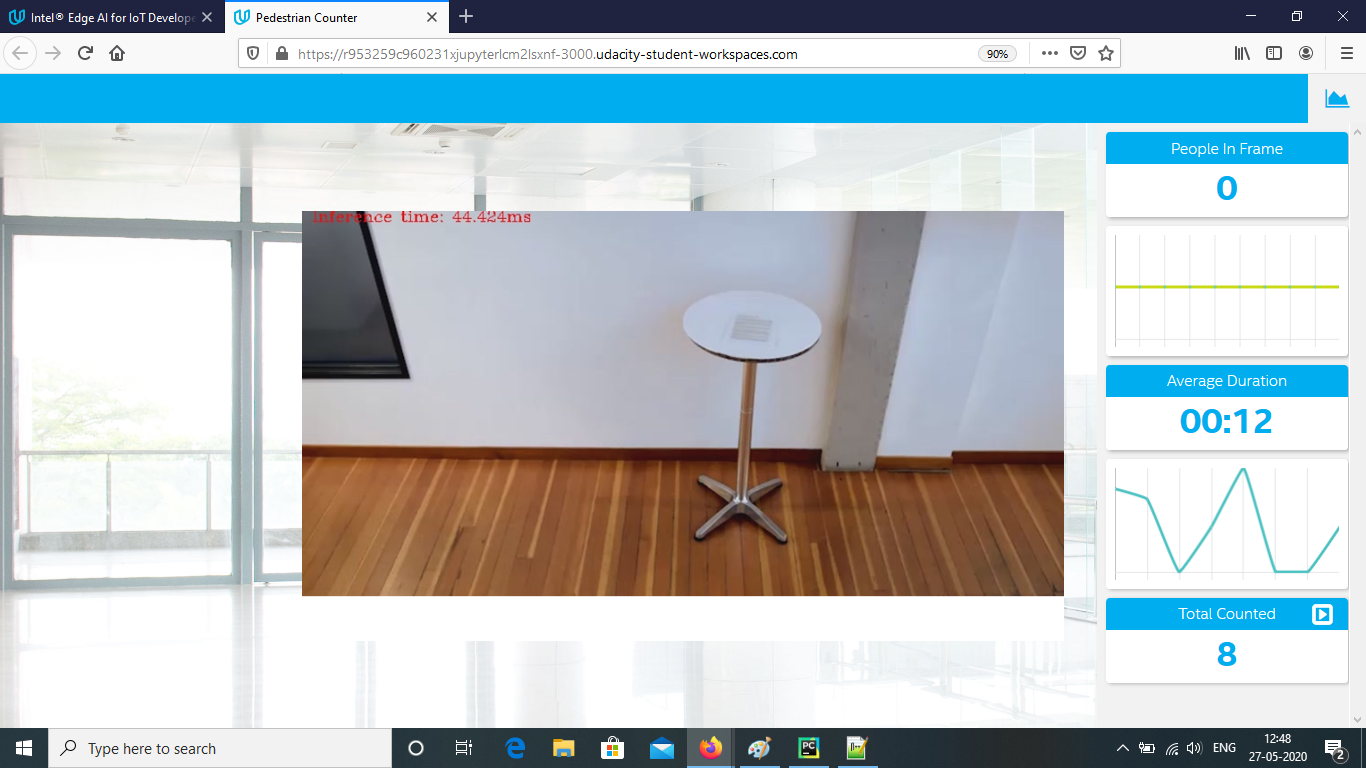 Intel® Edge AI for IoT Develope
Pedestrian Counter
https://r953259c960231xjupyterlcm2lsxnf-3000.udacity-student-workspaces.com
90%
People In Frame
0
Inference time: 44.424ms
Average Duration
00:12
Total Counted
8
Type here to search
PC
ENG
12:48
27-05-2020
2